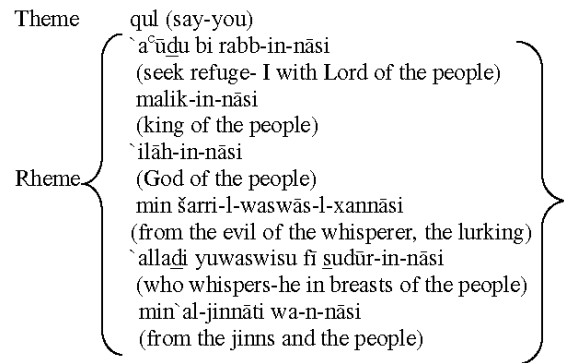 Theme qul (say-you)
`aᶜūḏu bi rabb-in-nāsi
(seek refuge- I with Lord of the people)
malik-in-nāsi
(king of the people)
`ilāh-in-nāsi
Rheme (God of the people)
min šarri-l-waswās-l-xannāsi
(from the evil of the whisperer, the lurking)
`allaḏi yuwaswisu fī ṣudūr-in-nāsi
(who whispers-he in breasts of the people)
min`al-jinnāti wa-n-nāsi
(from the jinns and the people)